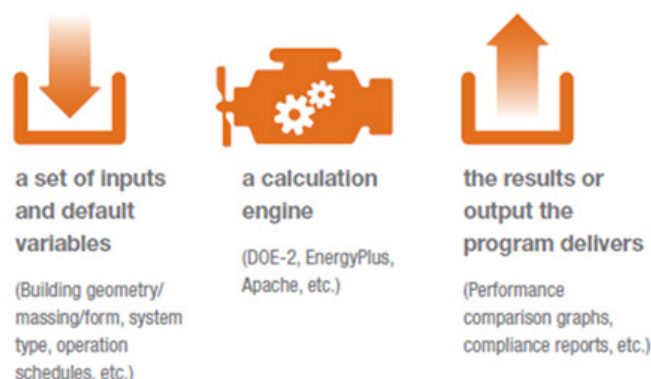 a set of inputs
and default
variables
(Building geometry/
massing/form, system
type, operation
schedules, etc.)
a calculation
engine
(DOE-2, EnergyPlus,
Apache, etc.)
the results or
output the
program delivers
(Performance
comparison graphs,
compliance reports, etc.)